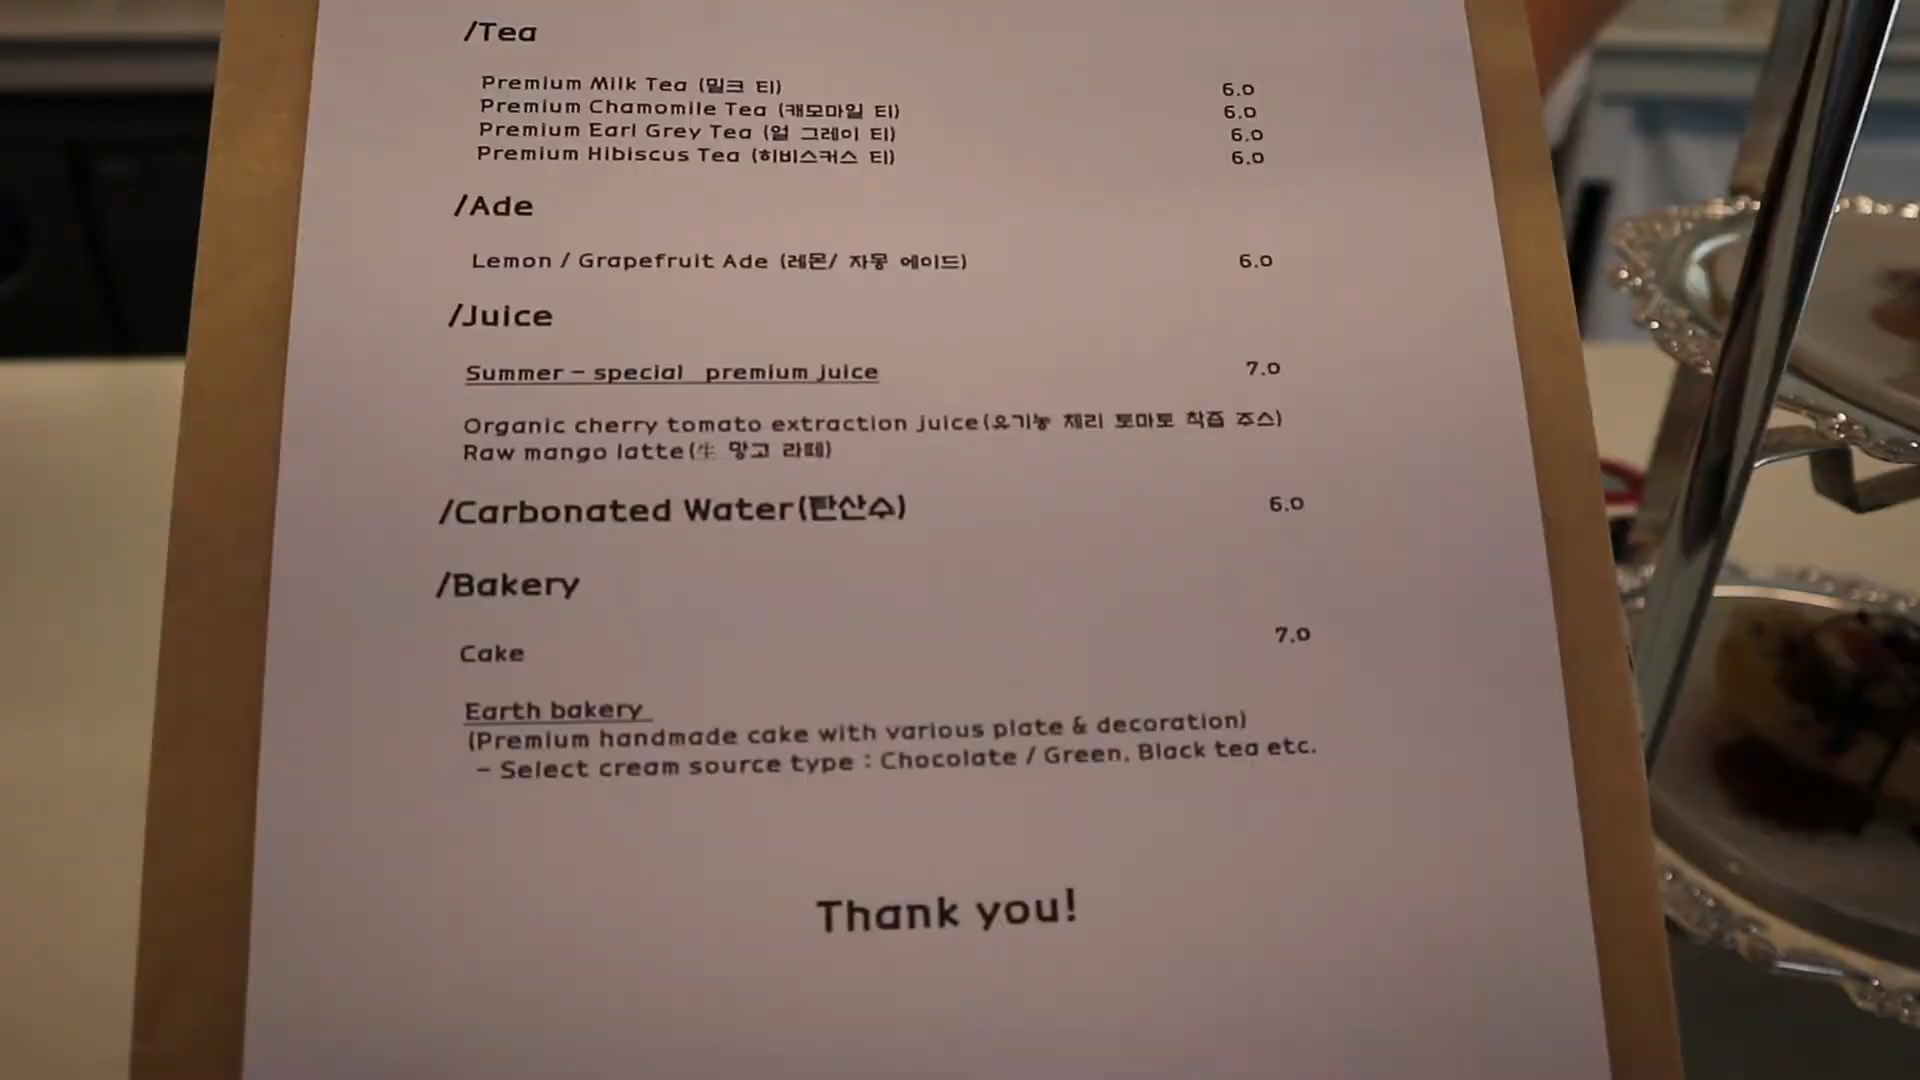 /Tea
Premium Milk Tea (밀크 티) 6.0
Premium Chamomile Tea (캐모마일 티) 6.0
Premium Earl Grey Tea (얼 그레이 티) 6.0
Premium Hibiscus Tea (히비스커스 티) 6.0
/Ade
Lemon / Grapefruit Ade (레몬/ 자몽 에이드) 6.0
/Juice
Summer - special premium juice 7.0
Organic cherry tomato extraction juice(유기농 체리 토마토 착즙 주스)
Raw mango latte(生 망고 라떼)
/Carbonated Water(탄산수) 6.0
/Bakery
Cake 7.0
Earth bakery
(Premium handmade cake with various plate & decoration)
- Select cream source type : Chocolate / Green, Black tea etc.
Thank you!